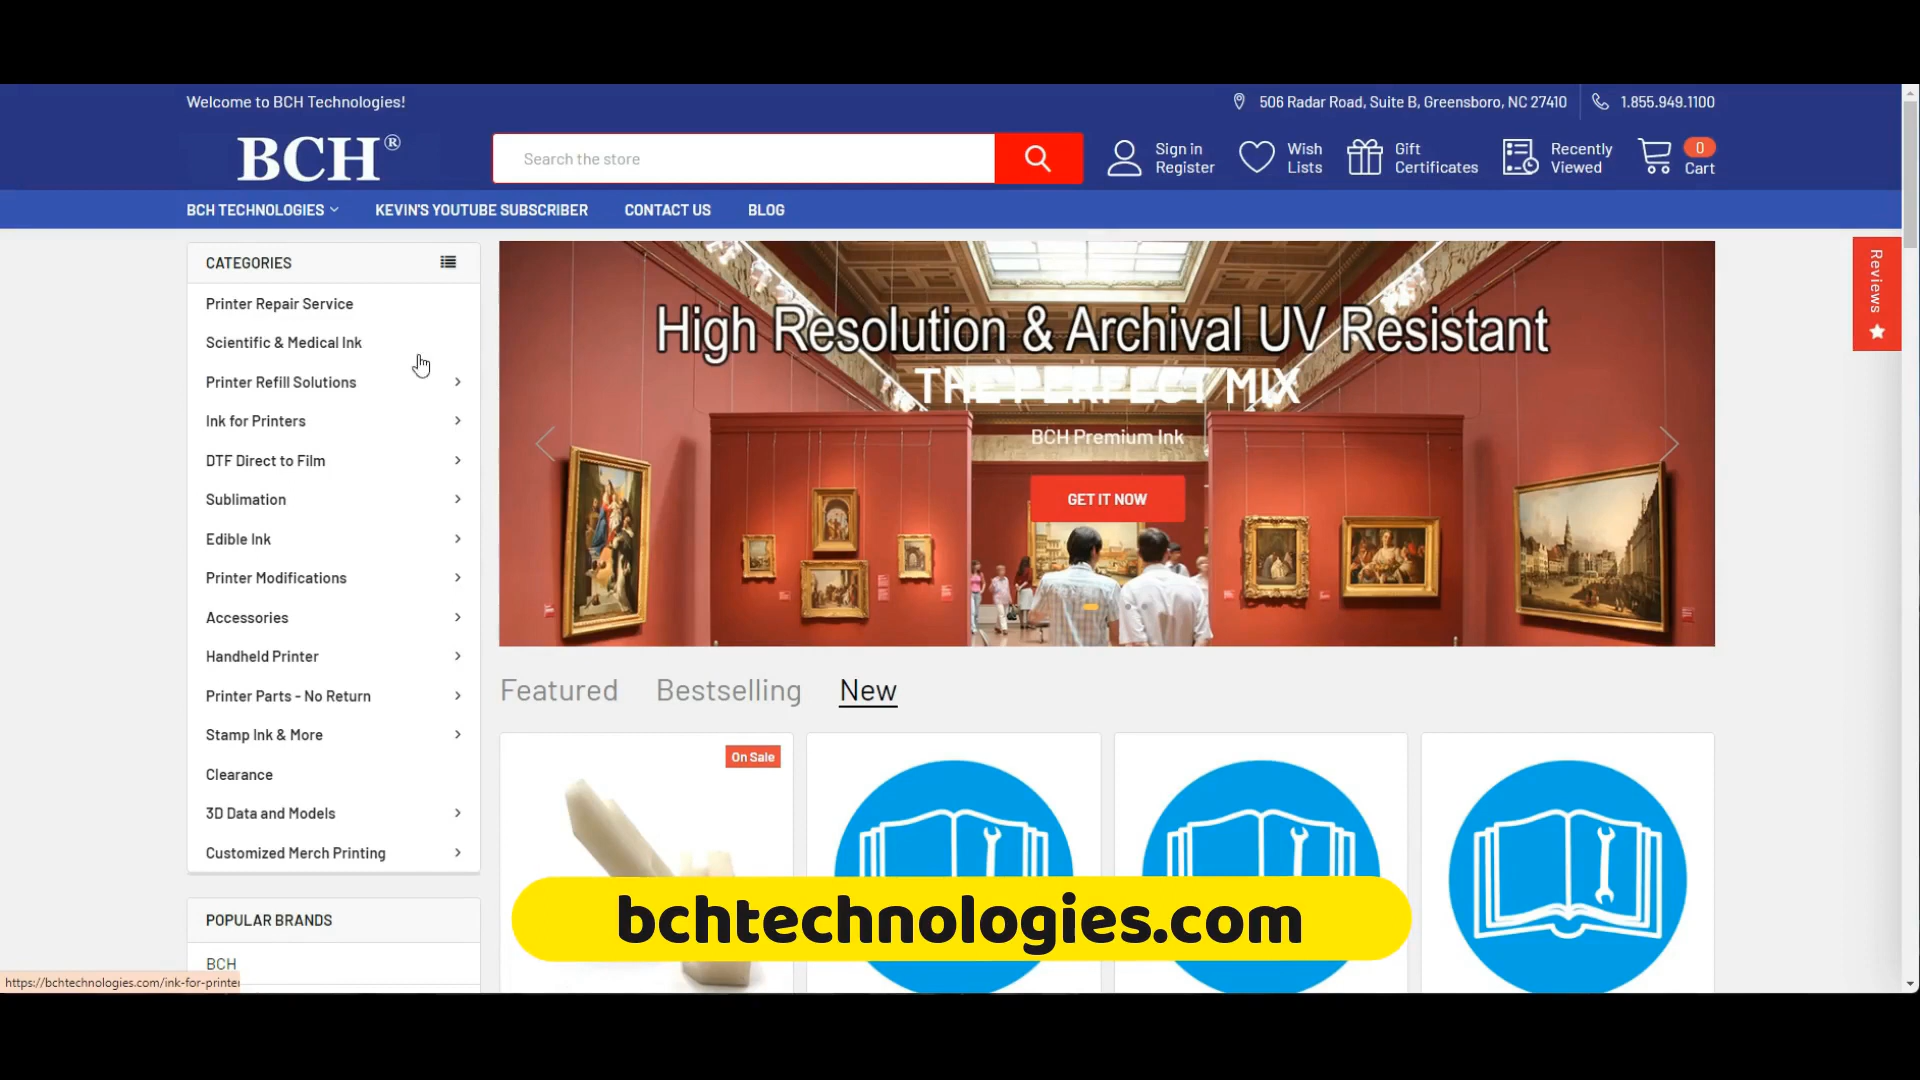 Welcome to BCH Technologies!
506 Radar Road, Suite B, Greensboro, NC 27410
1.855.949.1100
BCH®
Search the store
Sign in
Register
Wish
Lists
Gift
Certificates
Recently
Viewed
0
Cart
BCH TECHNOLOGIES
KEVIN'S YOUTUBE SUBSCRIBER
CONTACT US
BLOG
CATEGORIES
Printer Repair Service
Scientific & Medical Ink
Printer Refill Solutions
Ink for Printers
DTF Direct to Film
Sublimation
Edible Ink
Printer Modifications
Accessories
Handheld Printer
Printer Parts - No Return
Stamp Ink & More
Clearance
3D Data and Models
Customized Merch Printing
POPULAR BRANDS
BCH
https://bchtechnologies.com/ink-for-printer
High Resolution & Archival UV Resistant
THE PERFECT MIX
BCH Premium Ink
GET IT NOW
Reviews
Featured
Bestselling
New
On Sale
bchtechnologies.com